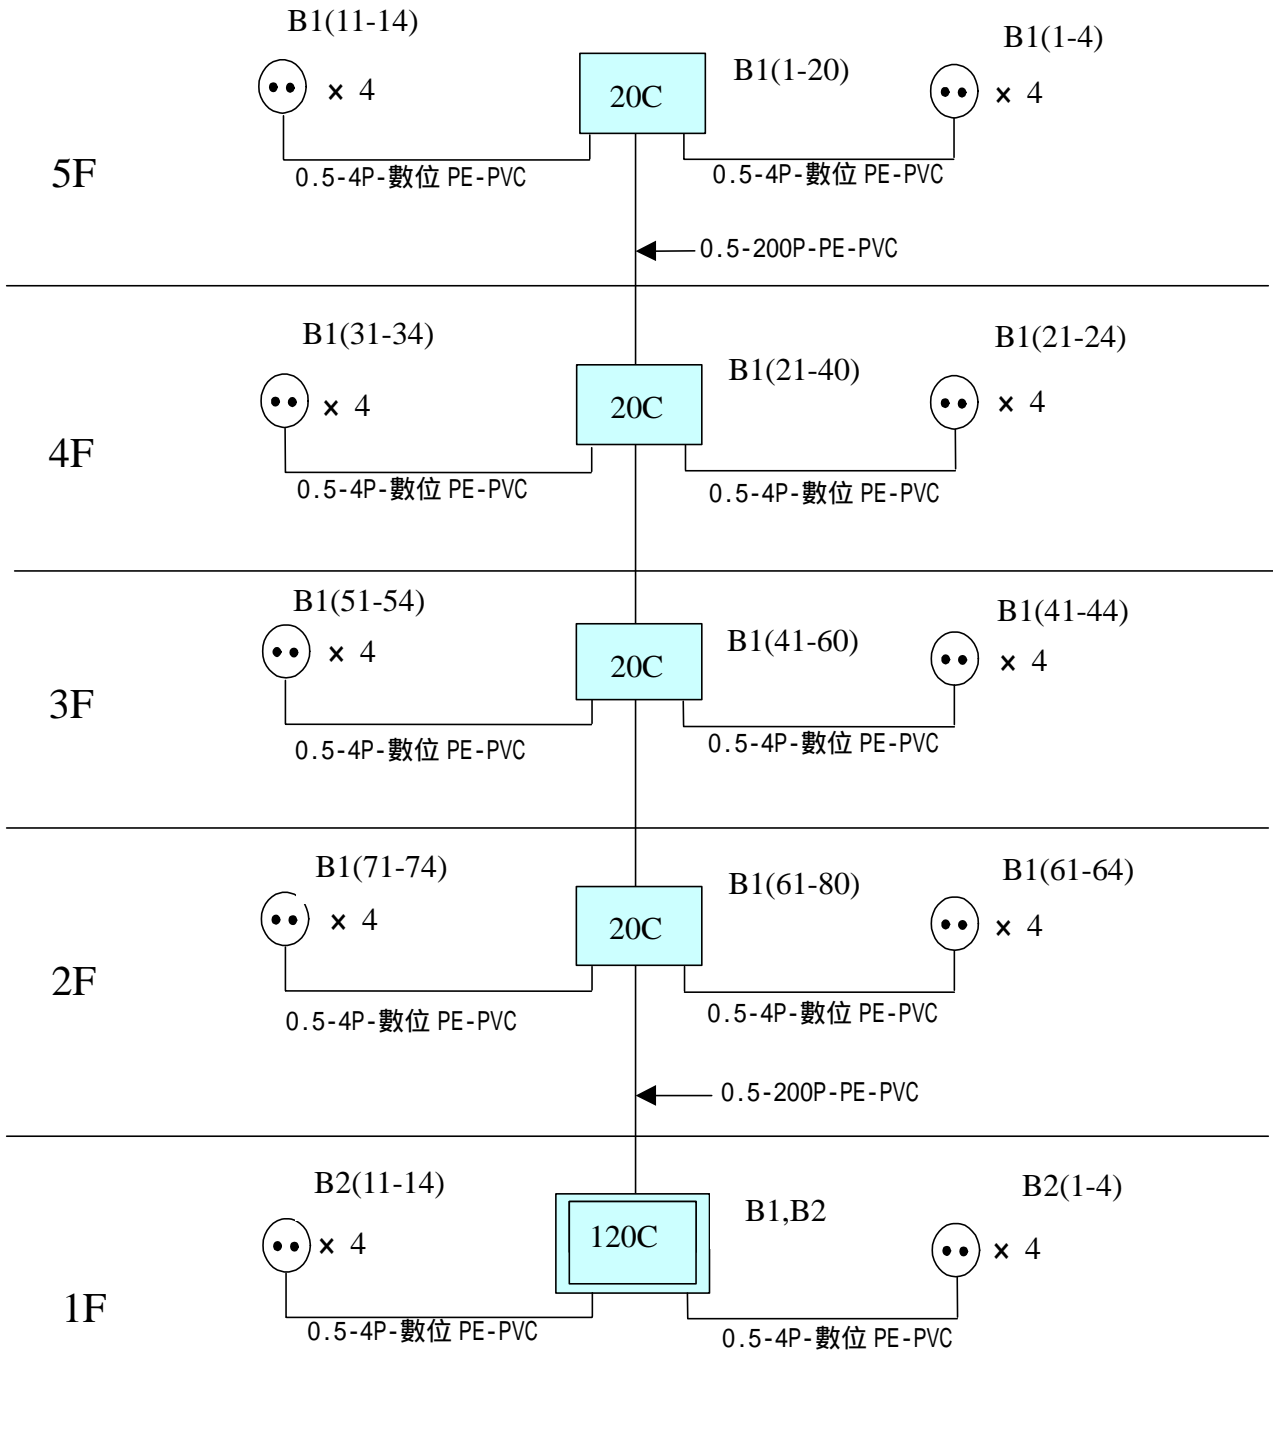 B1(11-14)
× 4
20C
B1(1-20)
B1(1-4)
× 4
5F
0.5-4P-數位 PE-PVC
0.5-4P-數位 PE-PVC
0.5-200P-PE-PVC
B1(31-34)
× 4
20C
B1(21-40)
B1(21-24)
× 4
4F
0.5-4P-數位 PE-PVC
0.5-4P-數位 PE-PVC
B1(51-54)
× 4
20C
B1(41-60)
B1(41-44)
× 4
3F
0.5-4P-數位 PE-PVC
0.5-4P-數位 PE-PVC
B1(71-74)
× 4
20C
B1(61-80)
B1(61-64)
× 4
2F
0.5-4P-數位 PE-PVC
0.5-4P-數位 PE-PVC
0.5-200P-PE-PVC
B2(11-14)
× 4
120C
B1,B2
B2(1-4)
× 4
1F
0.5-4P-數位 PE-PVC
0.5-4P-數位 PE-PVC